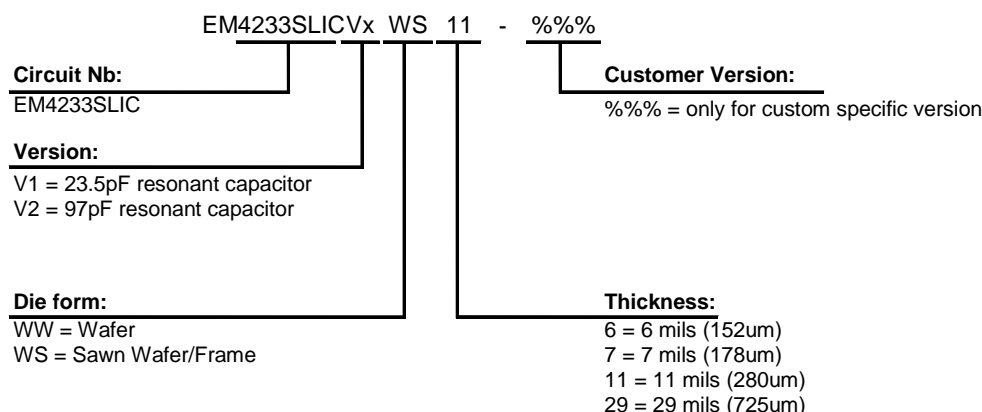 EM4233SLICVx WS 11 - %%%
Circuit Nb:
EM4233SLIC
Customer Version:
%%% = only for custom specific version
Version:
V1 = 23.5pF resonant capacitor
V2 = 97pF resonant capacitor
Die form:
WW = Wafer
WS = Sawn Wafer/Frame
Thickness:
6 = 6 mils (152um)
7 = 7 mils (178um)
11 = 11 mils (280um)
29 = 29 mils (725um)